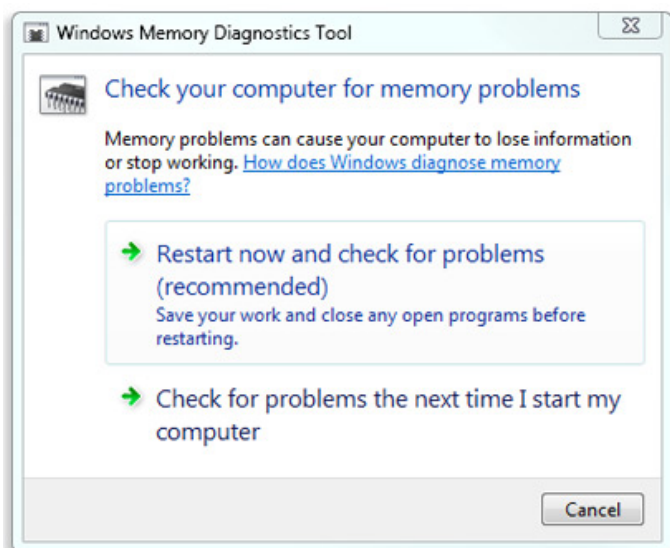 Windows Memory Diagnostics Tool
Check your computer for memory problems
Memory problems can cause your computer to lose information
or stop working. How does Windows diagnose memory
problems?
Restart now and check for problems
(recommended)
Save your work and close any open programs before
restarting.
Check for problems the next time I start my
computer
Cancel